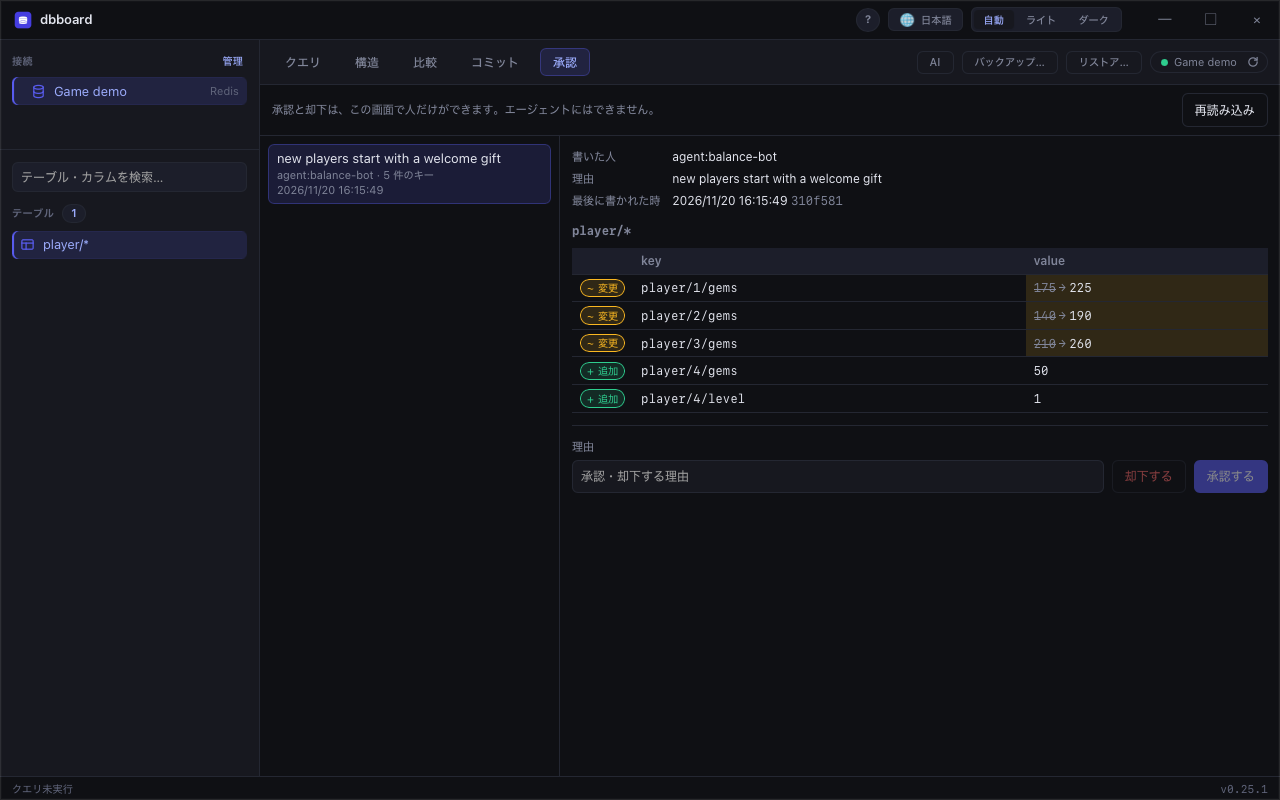 dbboard
?
日本語
自動 ライト ダーク
接続 管理
Game demo Redis
クエリ 構造 比較 コミット 承認
AI バックアップ... リストア... Game demo
承認と却下は、この画面で人だけができます。エージェントにはできません。
再読み込み
テーブル・カラムを検索...
テーブル 1
player/*
new players start with a welcome gift
agent:balance-bot · 5 件のキー
2026/11/20 16:15:49
書いた人 agent:balance-bot
理由 new players start with a welcome gift
最後に書かれた時 2026/11/20 16:15:49 310f581
player/*
key value
~ 変更 player/1/gems 175 → 225
~ 変更 player/2/gems 140 → 190
~ 変更 player/3/gems 210 → 260
+ 追加 player/4/gems 50
+ 追加 player/4/level 1
理由
承認・却下する理由 却下する 承認する
クエリ未実行 v0.25.1